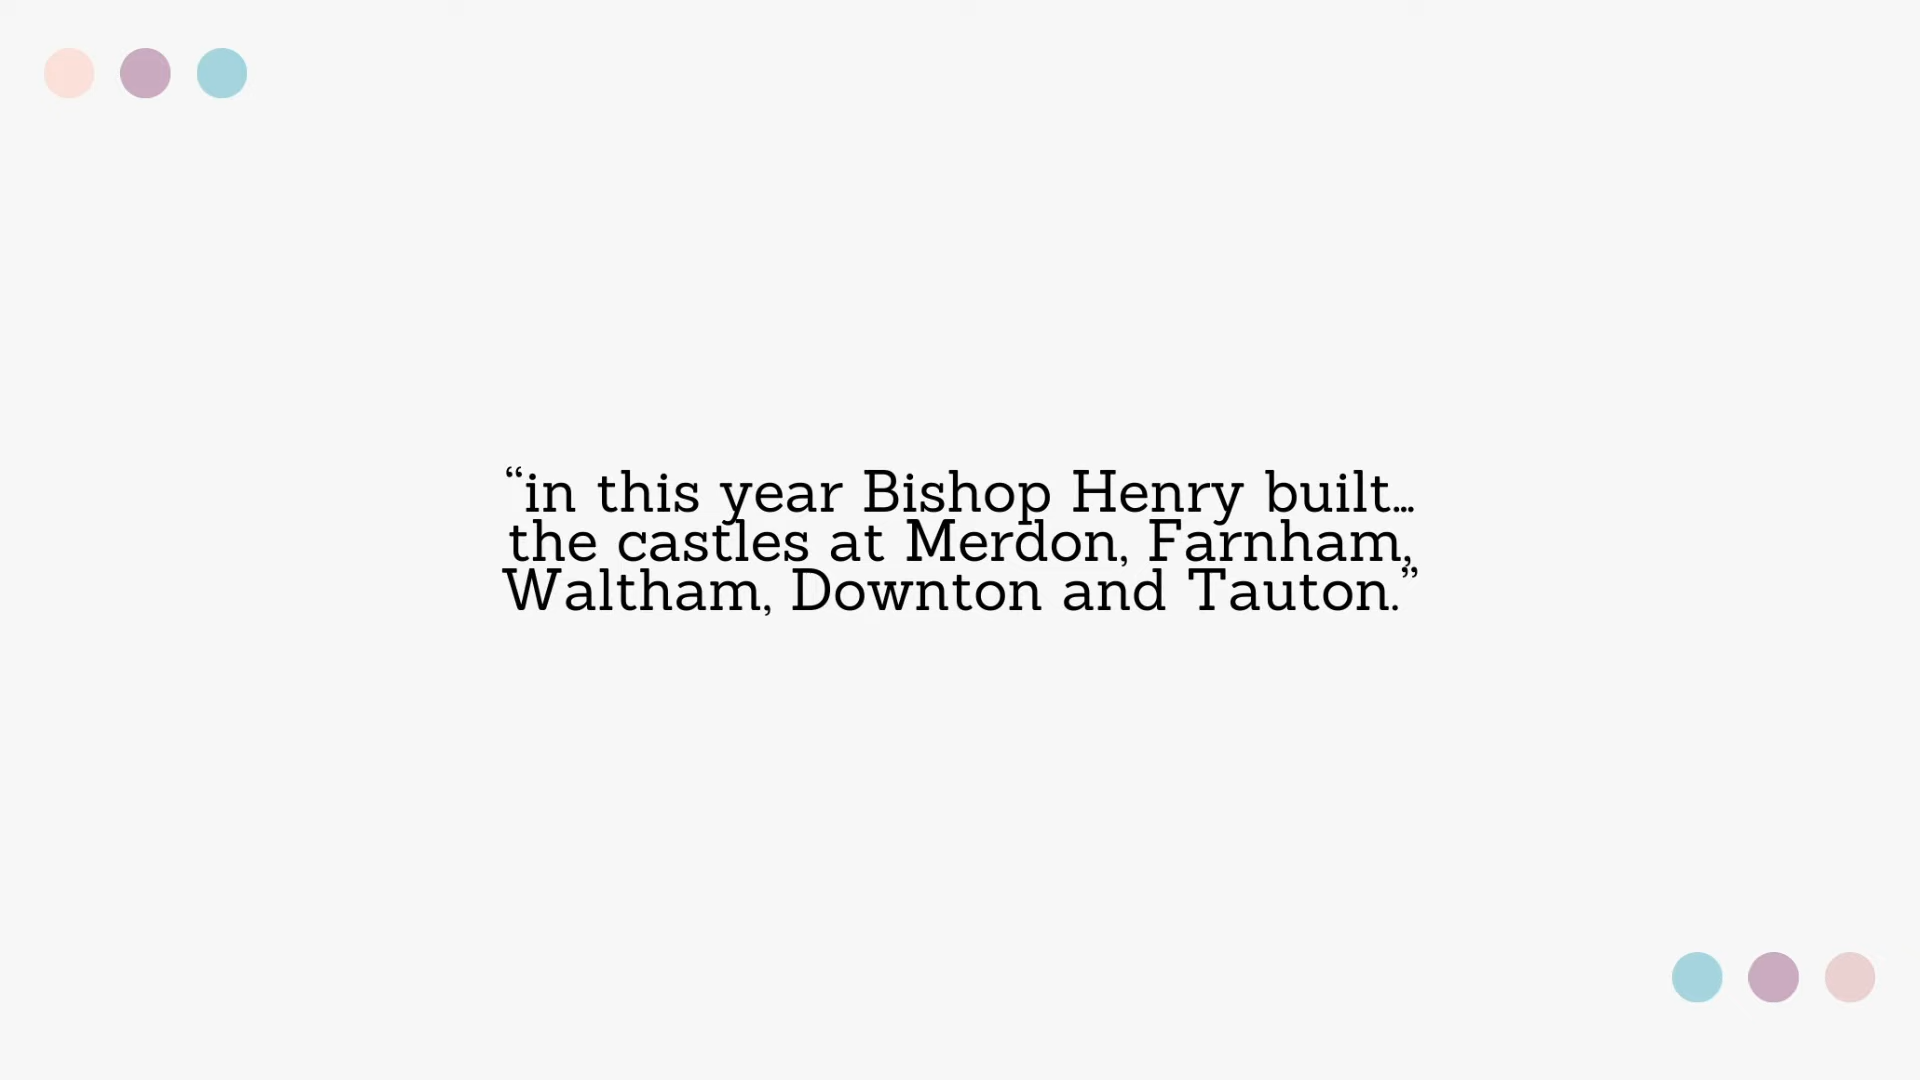 “in this year Bishop Henry built…
the castles at Merdon, Farnham,
Waltham, Downton and Tauton.”